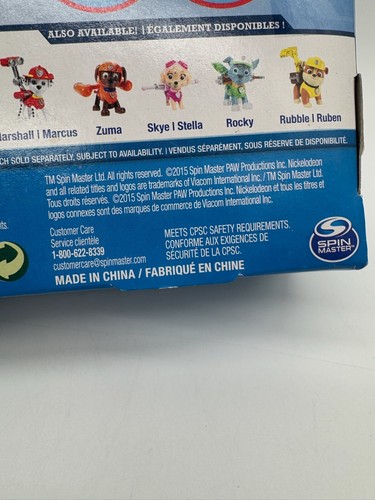 ALSO AVAILABLE! | ÉGALEMENT DISPONIBLES !
Marshall | Marcus
Zuma
Skye | Stella
Rocky
Rubble | Ruben
SOLD SEPARATELY. SUBJECT TO AVAILABILITY. | VENDUS SÉPARÉMENT, SOUS RÉSERVE DE DISPONIBILITÉ.
TM Spin Master Ltd. All rights reserved. ©2015 Spin Master PAW Productions Inc. Nickelodeon
and all related titles and logos are trademarks of Viacom International Inc. / TM Spin Master Ltd.
Tous droits réservés. ©2015 Spin Master PAW Productions Inc. Nickelodeon et tous les titres et
logos connexes sont des marques de commerce de Viacom International Inc.
Customer Care
Service clientèle
1-800-622-8339
customercare@spinmaster.com
MEETS CPSC SAFETY REQUIREMENTS.
CONFORME AUX EXIGENCES DE
SÉCURITÉ DE LA CPSC.
SPIN
MASTER™
MADE IN CHINA / FABRIQUÉ EN CHINE